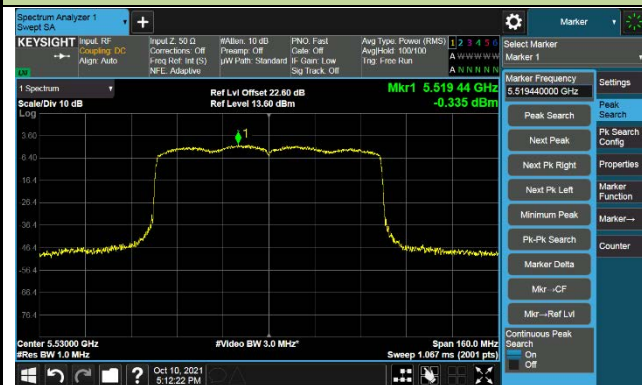 Spectrum Analyzer 1
Swept SA
Marker
KEYSIGHT
Input: RF
Coupling: DC
Align: Auto
Input Z: 50 Ω
Corrections: Off
Freq Ref: Int (S)
NFE: Adaptive
#Atten: 10 dB
Preamp: Off
µW Path: Standard
PNO: Fast
Gate: Off
IF Gain: Low
Sig Track: Off
Avg Type: Power (RMS)
Avg|Hold: 100/100
Trig: Free Run
1 2 3 4 5 6
A W W W W W
A N N N N N
LM
Select Marker
Marker 1
1 Spectrum
Scale/Div 10 dB
Log
Ref Lvl Offset 22.60 dB
Ref Level 13.60 dBm
Mkr1 5.519 44 GHz
-0.335 dBm
1
3.60
-6.40
-16.4
-26.4
-36.4
-46.4
-56.4
-66.4
-76.4
Center 5.53000 GHz
#Res BW 1.0 MHz
#Video BW 3.0 MHz*
Span 160.0 MHz
Sweep 1.067 ms (2001 pts)
Marker Frequency
5.519440000 GHz
Peak Search
Next Peak
Next Pk Right
Next Pk Left
Minimum Peak
Pk-Pk Search
Marker Delta
Mkr→CF
Mkr→Ref Lvl
Continuous Peak
Search
On
Off
Settings
Peak
Search
Pk Search
Config
Properties
Marker
Function
Marker→
Counter
?
Oct 10, 2021
5:12:22 PM